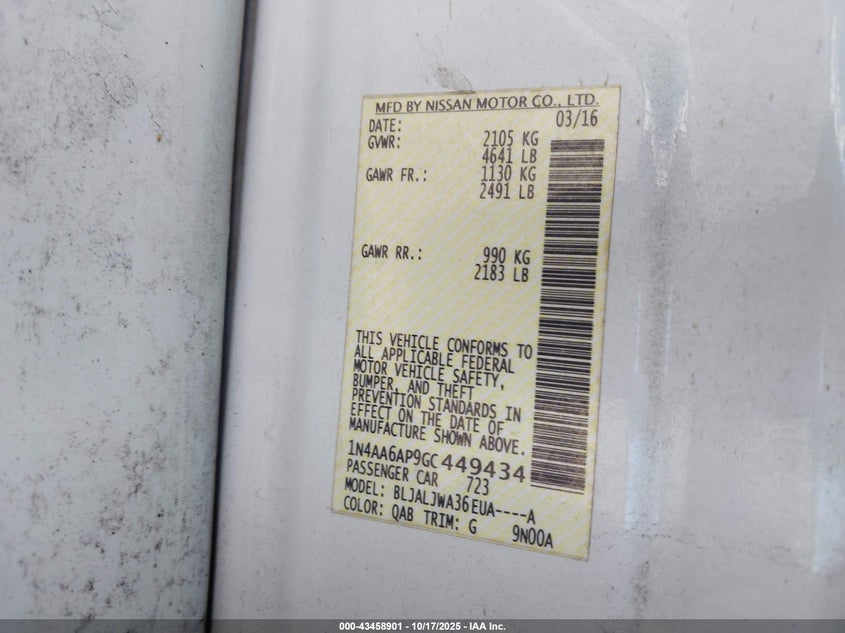 MFD BY NISSAN MOTOR CO., LTD.
DATE: 03/16
GVWR: 2105 KG
4641 LB
GAWR FR.: 1130 KG
2491 LB
GAWR RR.: 990 KG
2183 LB
THIS VEHICLE CONFORMS TO
ALL APPLICABLE FEDERAL
MOTOR VEHICLE SAFETY,
BUMPER, AND THEFT
PREVENTION STANDARDS IN
EFFECT ON THE DATE OF
MANUFACTURE SHOWN ABOVE.
1N4AA6AP9GC449434
PASSENGER CAR 723
MODEL: BLJALJWA36EUA----A
COLOR: QAB TRIM: G 9N00A
000-43458901 - 10/17/2025 - IAA Inc.